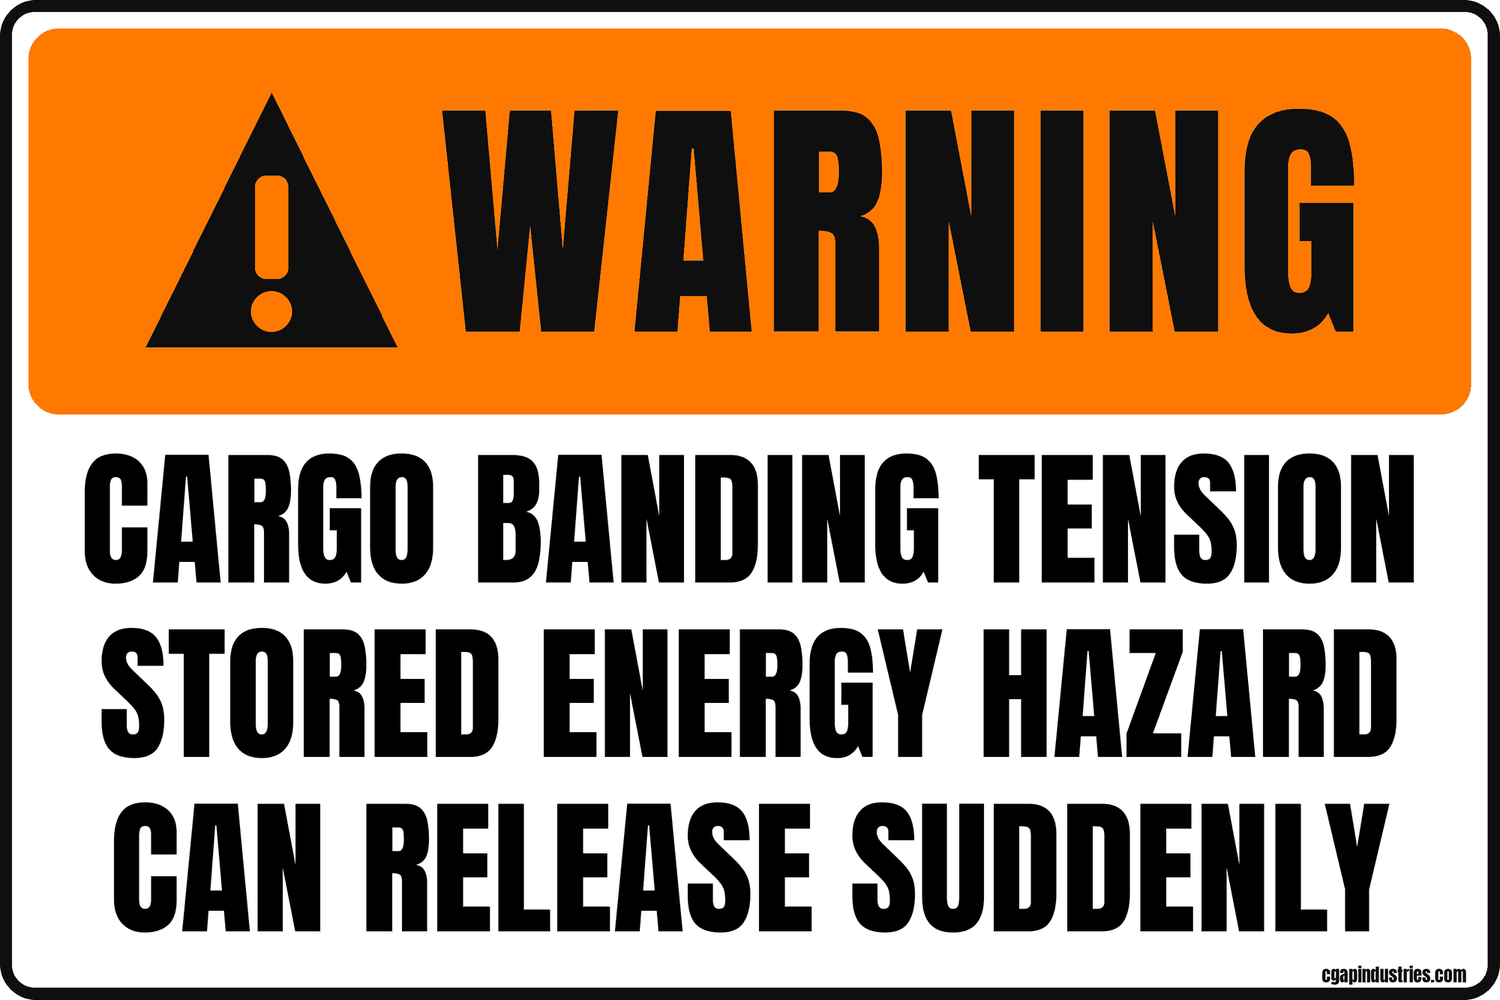 WARNING
CARGO BANDING TENSION
STORED ENERGY HAZARD
CAN RELEASE SUDDENLY
cgapindustries.com